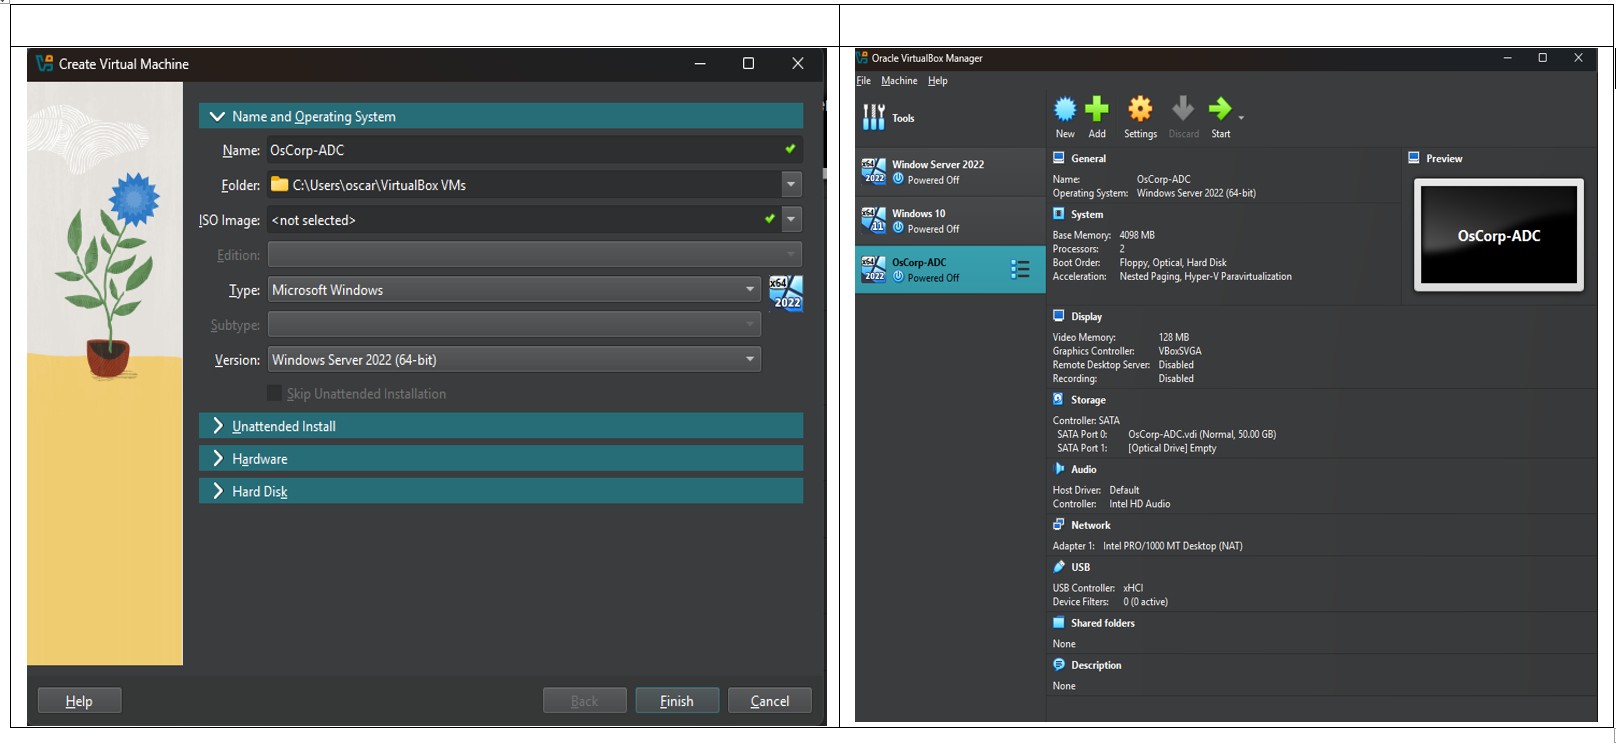 Create Virtual Machine
Name and Operating System
Name: OsCorp-ADC
Folder: C:\Users\oscar\VirtualBox VMs
ISO Image: <not selected>
Edition:
Type: Microsoft Windows
x64
2022
Subtype:
Version: Windows Server 2022 (64-bit)
Skip Unattended Installation
Unattended Install
Hardware
Hard Disk
Help
Back
Finish
Cancel
Oracle VirtualBox Manager
File Machine Help
Tools
x64
2022
Window Server 2022
Powered Off
x64
11
Windows 10
Powered Off
x64
2022
OsCorp-ADC
Powered Off
New
Add
Settings
Discard
Start
General
Name: OsCorp-ADC
Operating System: Windows Server 2022 (64-bit)
Preview
OsCorp-ADC
System
Base Memory: 4098 MB
Processors: 2
Boot Order: Floppy, Optical, Hard Disk
Acceleration: Nested Paging, Hyper-V Paravirtualization
Display
Video Memory: 128 MB
Graphics Controller: VBoxSVGA
Remote Desktop Server: Disabled
Recording: Disabled
Storage
Controller: SATA
SATA Port 0: OsCorp-ADC.vdi (Normal, 50.00 GB)
SATA Port 1: [Optical Drive] Empty
Audio
Host Driver: Default
Controller: Intel HD Audio
Network
Adapter 1: Intel PRO/1000 MT Desktop (NAT)
USB
USB Controller: xHCI
Device Filters: 0 (0 active)
Shared folders
None
Description
None